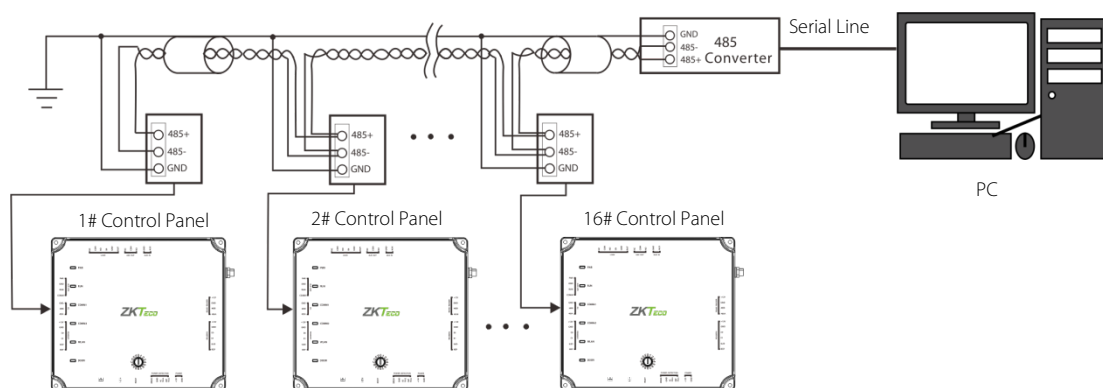 GND
485-
485+
485
Converter
Serial Line
PC
485+
485-
GND
485+
485-
GND
485+
485-
GND
1# Control Panel
2# Control Panel
16# Control Panel
ZKTECO
ZKTECO
ZKTECO